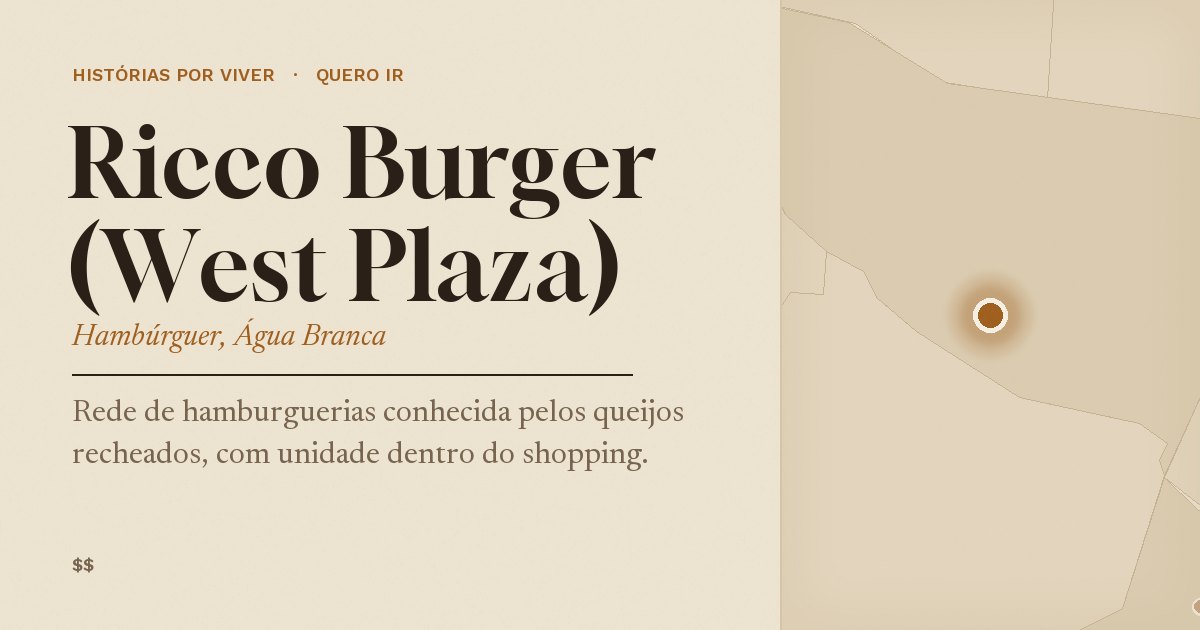 HISTÓRIAS POR VIVER · QUERO IR
Ricco Burger
(West Plaza)
Hambúrguer, Água Branca
Rede de hamburguerias conhecida pelos queijos
recheados, com unidade dentro do shopping.
$$